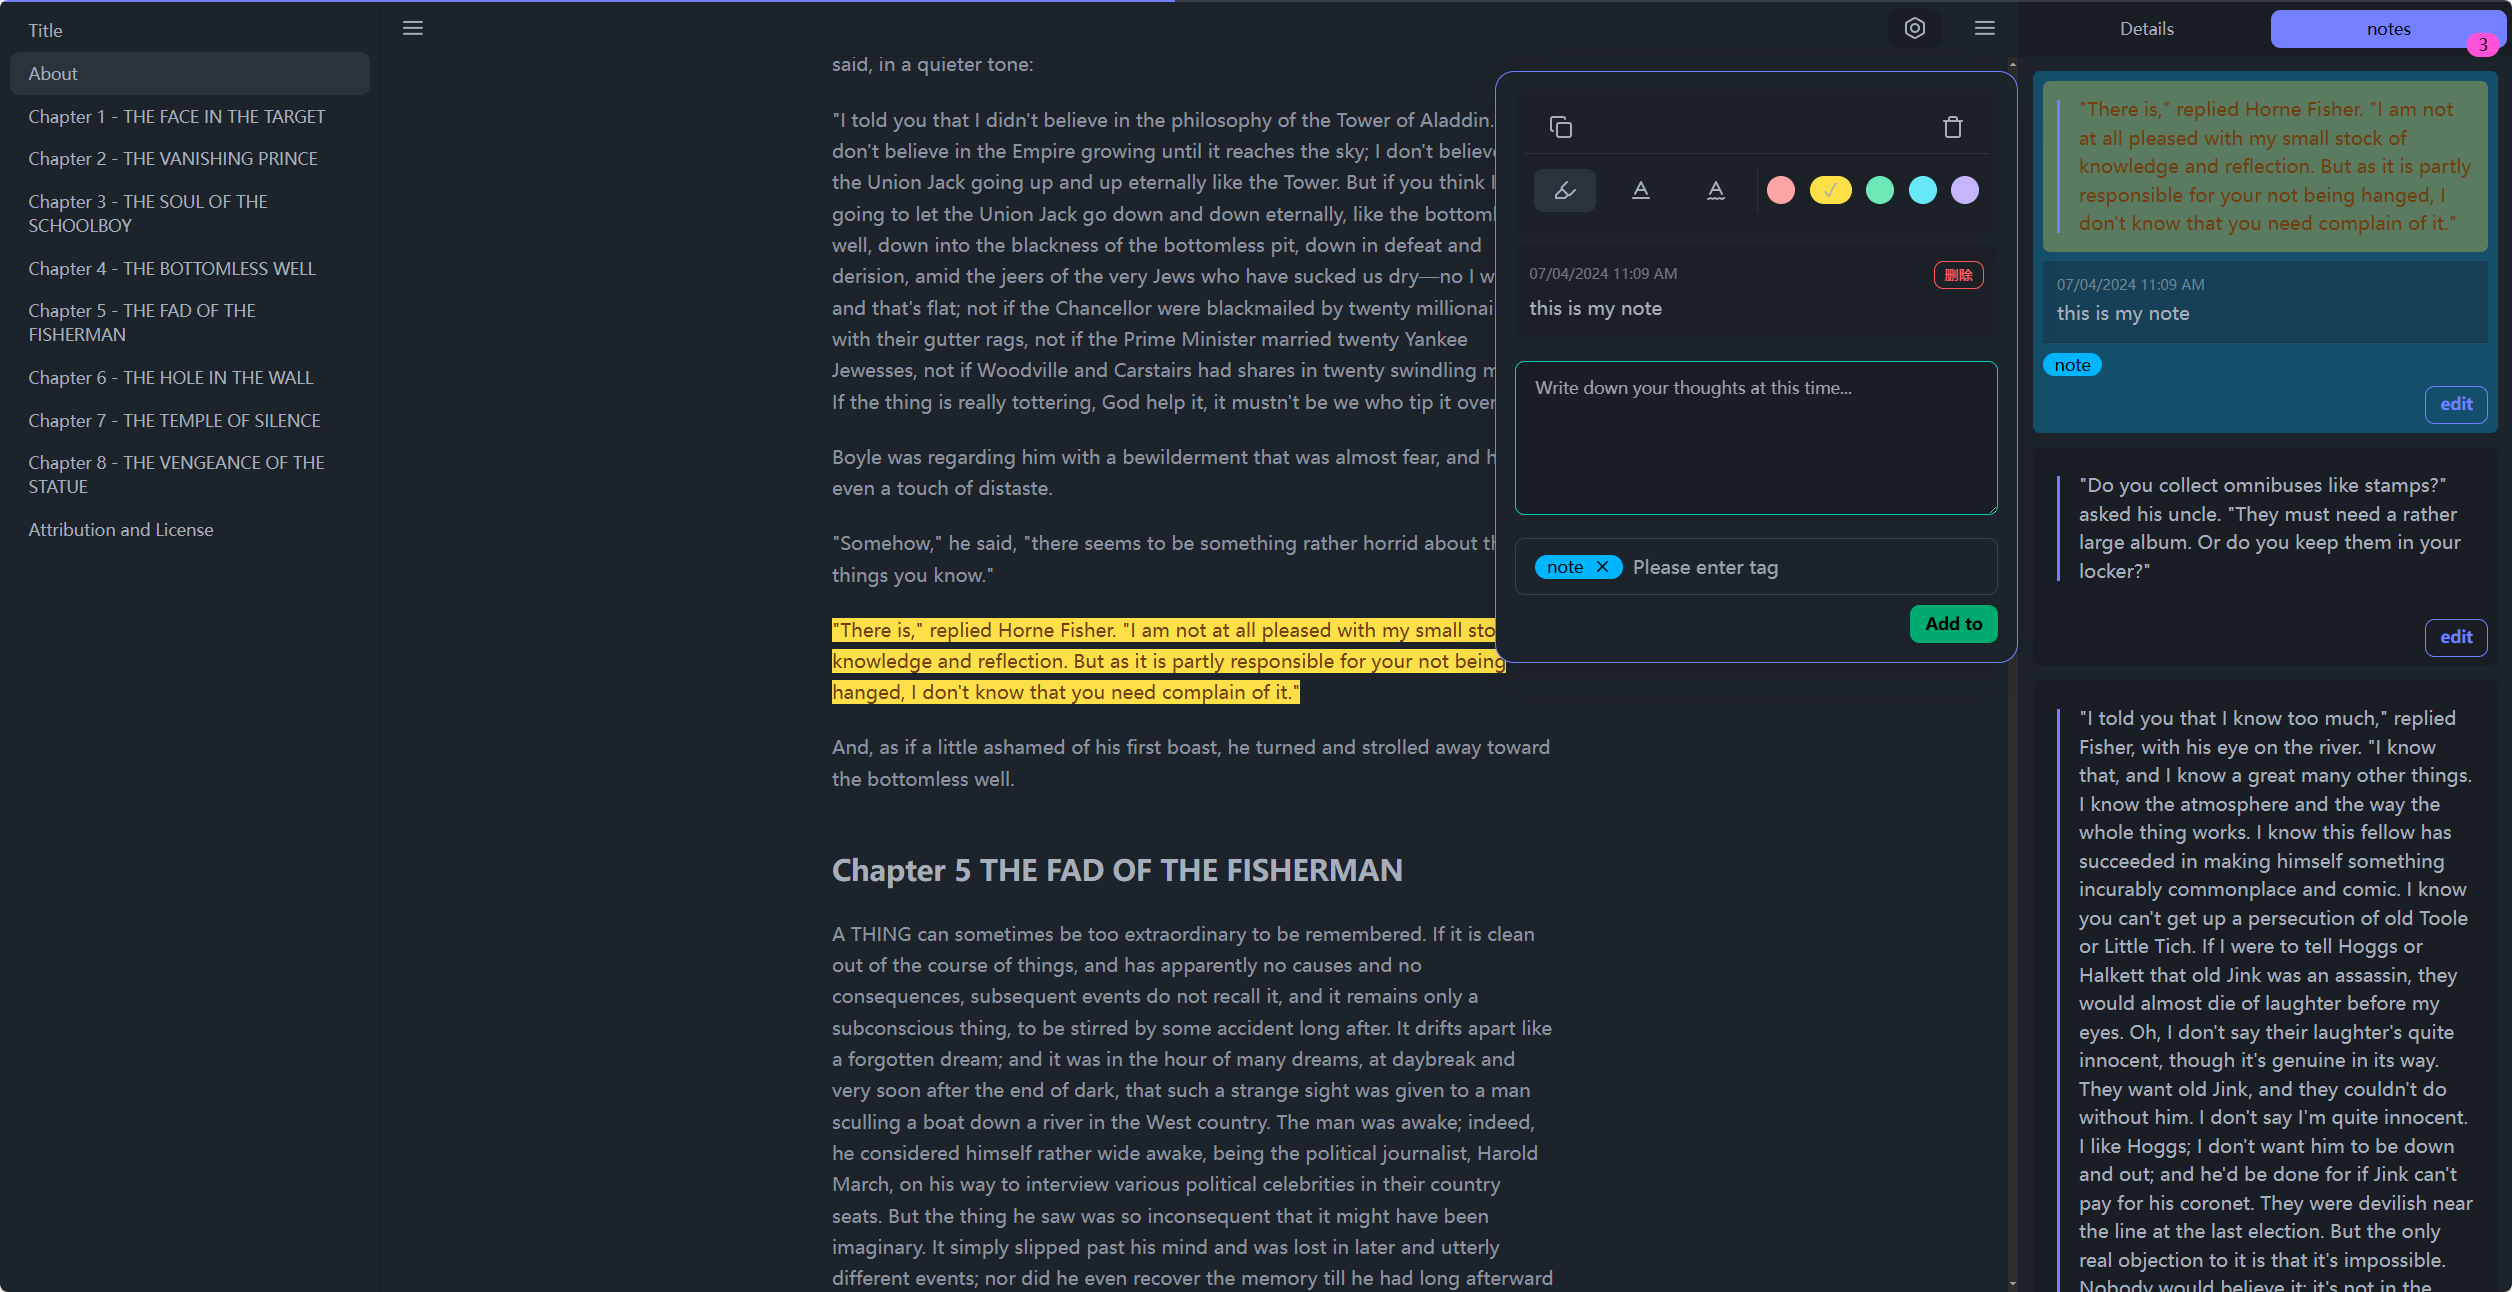 Title
About
Chapter 1 - THE FACE IN THE TARGET
Chapter 2 - THE VANISHING PRINCE
Chapter 3 - THE SOUL OF THE
SCHOOLBOY
Chapter 4 - THE BOTTOMLESS WELL
Chapter 5 - THE FAD OF THE
FISHERMAN
Chapter 6 - THE HOLE IN THE WALL
Chapter 7 - THE TEMPLE OF SILENCE
Chapter 8 - THE VENGEANCE OF THE
STATUE
Attribution and License
said, in a quieter tone:
"I told you that I didn't believe in the philosophy of the Tower of Aladdin.
don't believe in the Empire growing until it reaches the sky; I don't believe
the Union Jack going up and up eternally like the Tower. But if you think I
going to let the Union Jack go down and down eternally, like the bottoml
well, down into the blackness of the bottomless pit, down in defeat and
derision, amid the jeers of the very Jews who have sucked us dry—no I w
and that's flat; not if the Chancellor were blackmailed by twenty millionai
with their gutter rags, not if the Prime Minister married twenty Yankee
Jewesses, not if Woodville and Carstairs had shares in twenty swindling m
If the thing is really tottering, God help it, it mustn't be we who tip it over
Boyle was regarding him with a bewilderment that was almost fear, and h
even a touch of distaste.
"Somehow," he said, "there seems to be something rather horrid about th
things you know."
"There is," replied Horne Fisher. "I am not at all pleased with my small sto
knowledge and reflection. But as it is partly responsible for your not being
hanged, I don't know that you need complain of it."
And, as if a little ashamed of his first boast, he turned and strolled away toward
the bottomless well.
Chapter 5 THE FAD OF THE FISHERMAN
A THING can sometimes be too extraordinary to be remembered. If it is clean
out of the course of things, and has apparently no causes and no
consequences, subsequent events do not recall it, and it remains only a
subconscious thing, to be stirred by some accident long after. It drifts apart like
a forgotten dream; and it was in the hour of many dreams, at daybreak and
very soon after the end of dark, that such a strange sight was given to a man
sculling a boat down a river in the West country. The man was awake; indeed,
he considered himself rather wide awake, being the political journalist, Harold
March, on his way to interview various political celebrities in their country
seats. But the thing he saw was so inconsequent that it might have been
imaginary. It simply slipped past his mind and was lost in later and utterly
different events; nor did he even recover the memory till he had long afterward
07/04/2024 11:09 AM
删除
this is my note
Write down your thoughts at this time...
note
Please enter tag
Add to
Details
notes
3
"There is," replied Horne Fisher. "I am not
at all pleased with my small stock of
knowledge and reflection. But as it is partly
responsible for your not being hanged, I
don't know that you need complain of it."
07/04/2024 11:09 AM
this is my note
note
edit
"Do you collect omnibuses like stamps?"
asked his uncle. "They must need a rather
large album. Or do you keep them in your
locker?"
edit
"I told you that I know too much," replied
Fisher, with his eye on the river. "I know
that, and I know a great many other things.
I know the atmosphere and the way the
whole thing works. I know this fellow has
succeeded in making himself something
incurably commonplace and comic. I know
you can't get up a persecution of old Toole
or Little Tich. If I were to tell Hoggs or
Halkett that old Jink was an assassin, they
would almost die of laughter before my
eyes. Oh, I don't say their laughter's quite
innocent, though it's genuine in its way.
They want old Jink, and they couldn't do
without him. I don't say I'm quite innocent.
I like Hoggs; I don't want him to be down
and out; and he'd be done for if Jink can't
pay for his coronet. They were devilish near
the line at the last election. But the only
real objection to it is that it's impossible.
Nobody would believe it; it's not in the